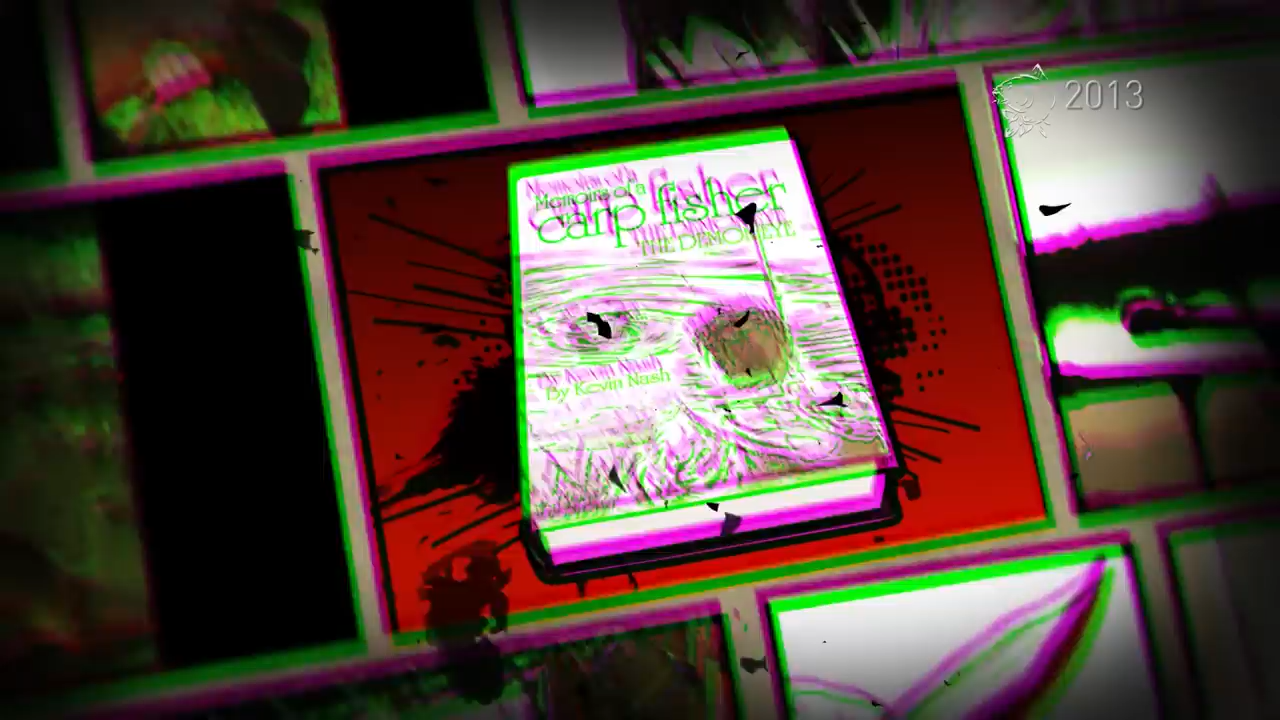 2013
Memoirs of a
carp fisher
THE DEMON EYE
By Kevin Nash